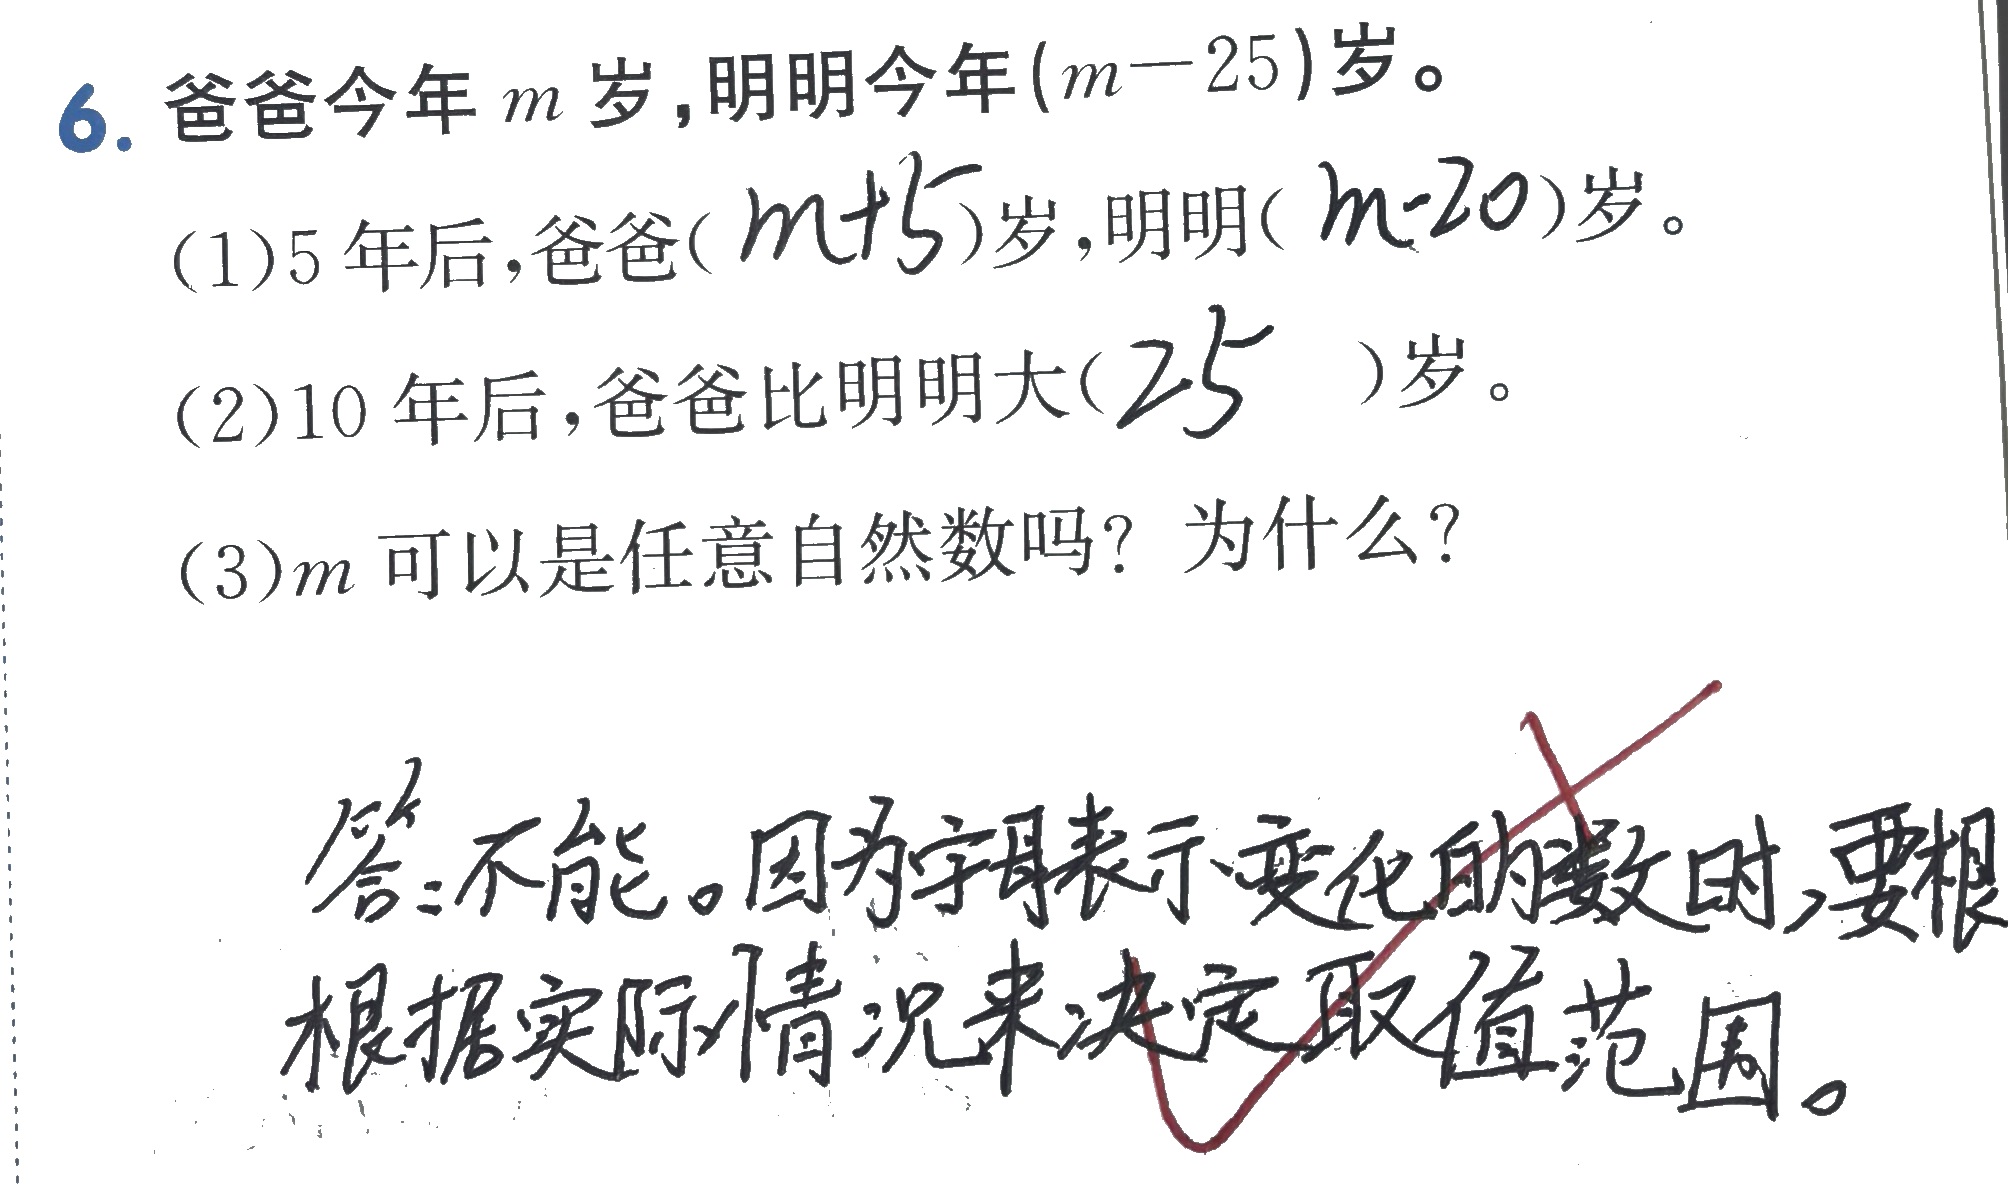 6. 爸爸今年 m 岁,明明今年(m－25)岁。
(1)5 年后,爸爸( m+5 )岁,明明( m-20 )岁。
(2)10 年后,爸爸比明明大( 25 )岁。
(3)m 可以是任意自然数吗? 为什么?
答:不能。因为字母表示变化的数时,要根
根据实际情况来决定取值范围。